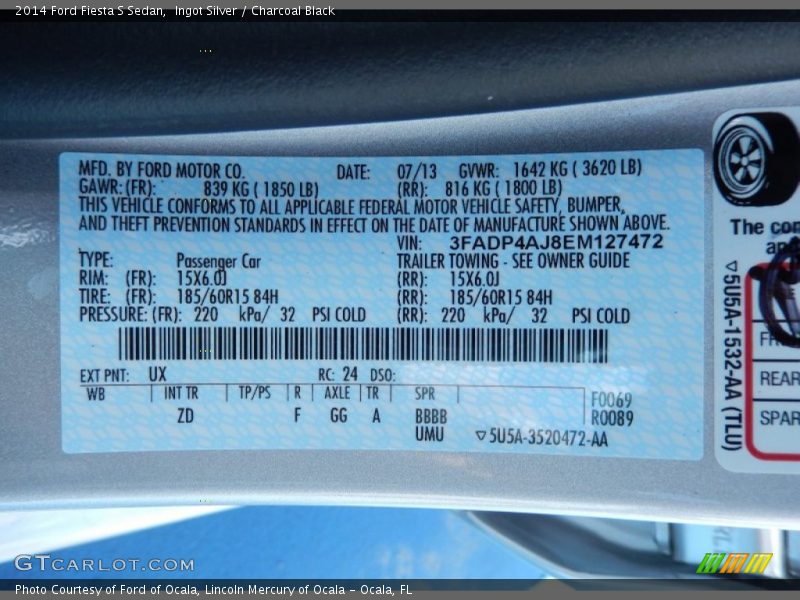 2014 Ford Fiesta S Sedan,  Ingot Silver / Charcoal Black
MFD. BY FORD MOTOR CO. DATE: 07/13 GVWR: 1642 KG ( 3620 LB)
GAWR: (FR): 839 KG ( 1850 LB) (RR): 816 KG ( 1800 LB)
THIS VEHICLE CONFORMS TO ALL APPLICABLE FEDERAL MOTOR VEHICLE SAFETY, BUMPER,
AND THEFT PREVENTION STANDARDS IN EFFECT ON THE DATE OF MANUFACTURE SHOWN ABOVE.
VIN: 3FADP4AJ8EM127472
TYPE: Passenger Car TRAILER TOWING - SEE OWNER GUIDE
RIM: (FR): 15X6.0J (RR): 15X6.0J
TIRE: (FR): 185/60R15 84H (RR): 185/60R15 84H
PRESSURE: (FR): 220 kPa/ 32 PSI COLD (RR): 220 kPa/ 32 PSI COLD
EXT PNT: UX RC: 24 DSO:
WB INT TR TP/PS R AXLE TR SPR F0069
ZD F GG A BBBB R0089
UMU ▽5U5A-3520472-AA
The com
an
▽5U5A-1532-AA (TLU)
FR
REAR
SPAR
GTCARLOT.COM
Photo Courtesy of Ford of Ocala, Lincoln Mercury of Ocala - Ocala, FL